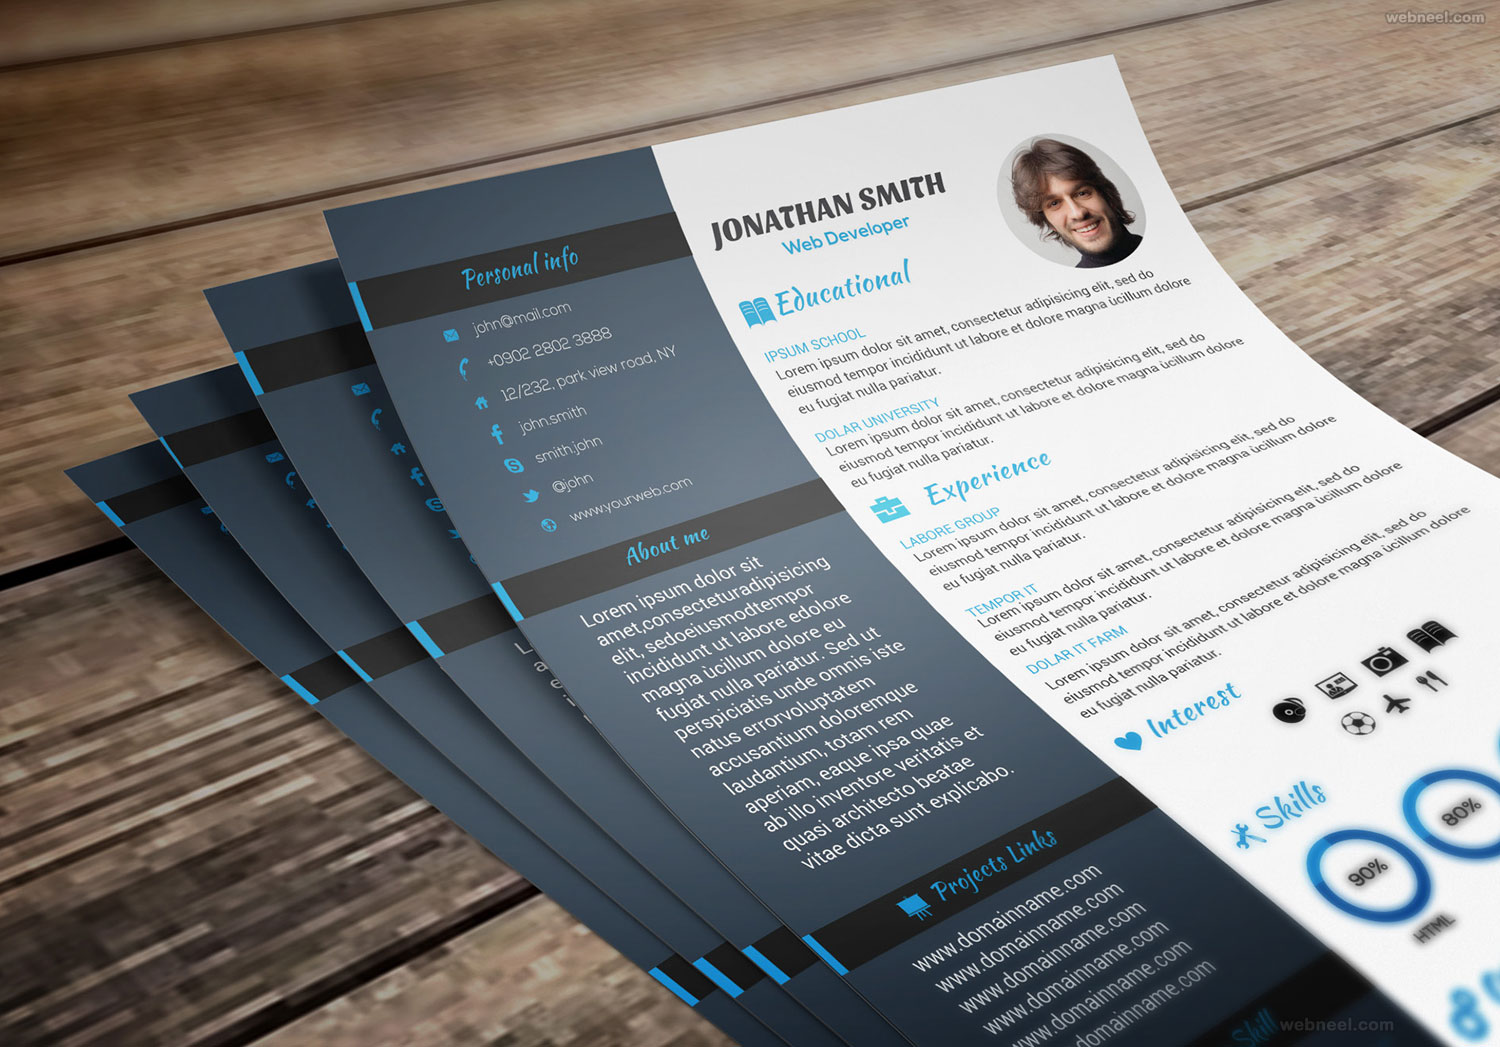 webneel.com
JONATHAN SMITH
Web Developer
Personal info
john@mail.com
+0902 2802 3888
12/232, park view road, NY
john.smith
smith.john
@john
www.yourweb.com
About me
Lorem ipsum dolor sit
amet,consecteturadipisicing
elit, sedoeiusmodtempor
incididunt ut labore edolore
magna ùcillum dolore eu
fugiat nulla pariatur. Sed ut
perspiciatis unde omnis iste
natus errorvoluptatem
accusantium doloremque
laudantium, totam rem
aperiam, eaque ipsa quae
ab illo inventore veritatis et
quasi architecto beatae
vitae dicta sunt explicabo.
Projects Links
www.domainname.com
www.domainname.com
www.domainname.com
www.domainname.com
www.domainname.com
domainname.com
Skill
Educational
IPSUM SCHOOL
Lorem ipsum dolor sit amet, consectetur adipisicing elit, sed do
eiusmod tempor incididunt ut labore et dolore magna ùcillum dolore
eu fugiat nulla pariatur.
DOLAR UNIVERSITY
Lorem ipsum dolor sit amet, consectetur adipisicing elit, sed do
eiusmod tempor incididunt ut labore et dolore magna ùcillum dolore
eu fugiat nulla pariatur.
Experience
LABORE GROUP
Lorem ipsum dolor sit amet, consectetur adipisicing elit, sed do
eiusmod tempor incididunt ut labore et dolore magna ùcillum dolore
eu fugiat nulla pariatur.
TEMPOR IT
Lorem ipsum dolor sit amet, consectetur adipisicing elit, sed do
eiusmod tempor incididunt ut labore et dolore magna ùcillum dolore
eu fugiat nulla pariatur.
DOLAR IT FARM
Lorem ipsum dolor sit amet, consectetur adipisicing elit, sed do
eiusmod tempor incididunt ut labore et dolore magna ùcillum dolore
eu fugiat nulla pariatur.
Interest
Skills
90%
80%
HTML
webneel.com